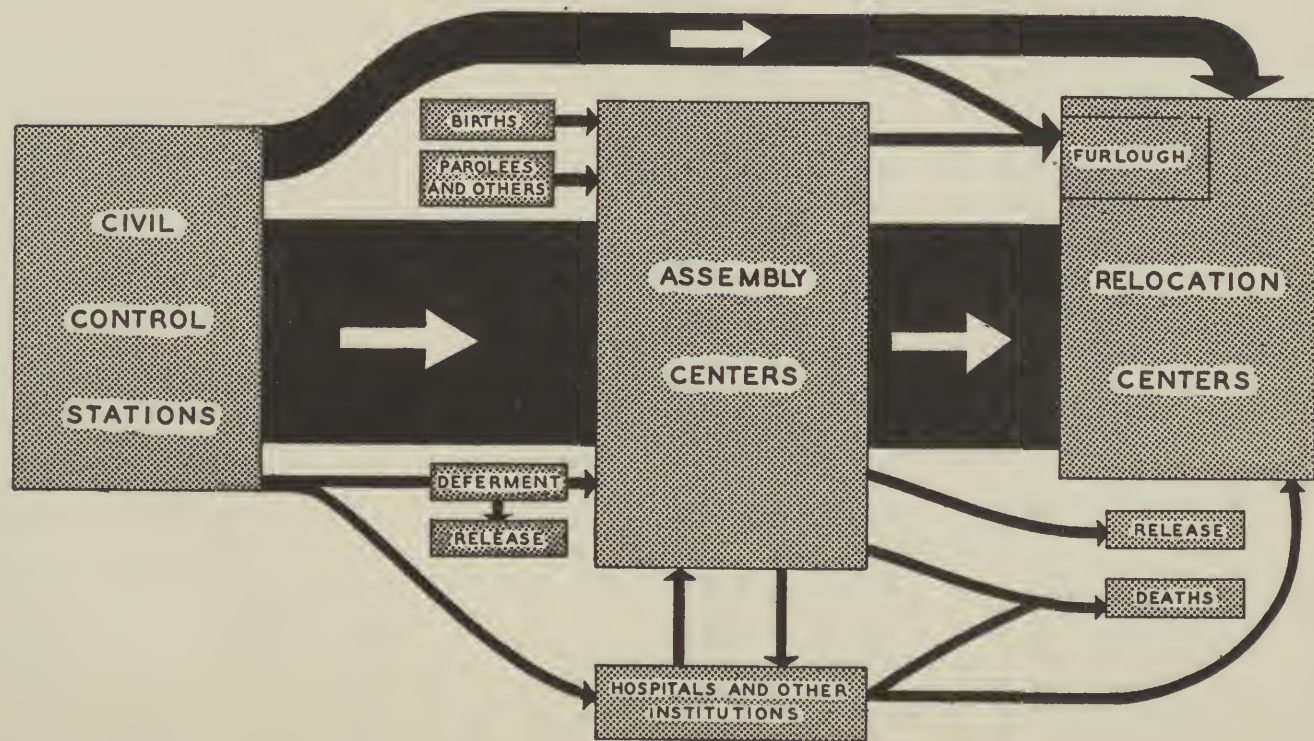 CIVIL
CONTROL
STATIONS
BIRTHS
PAROLEES
AND OTHERS
DEFERMENT
RELEASE
ASSEMBLY
CENTERS
HOSPITALS AND OTHER
INSTITUTIONS
FURLOUGH
RELOCATION
CENTERS
RELEASE
DEATHS